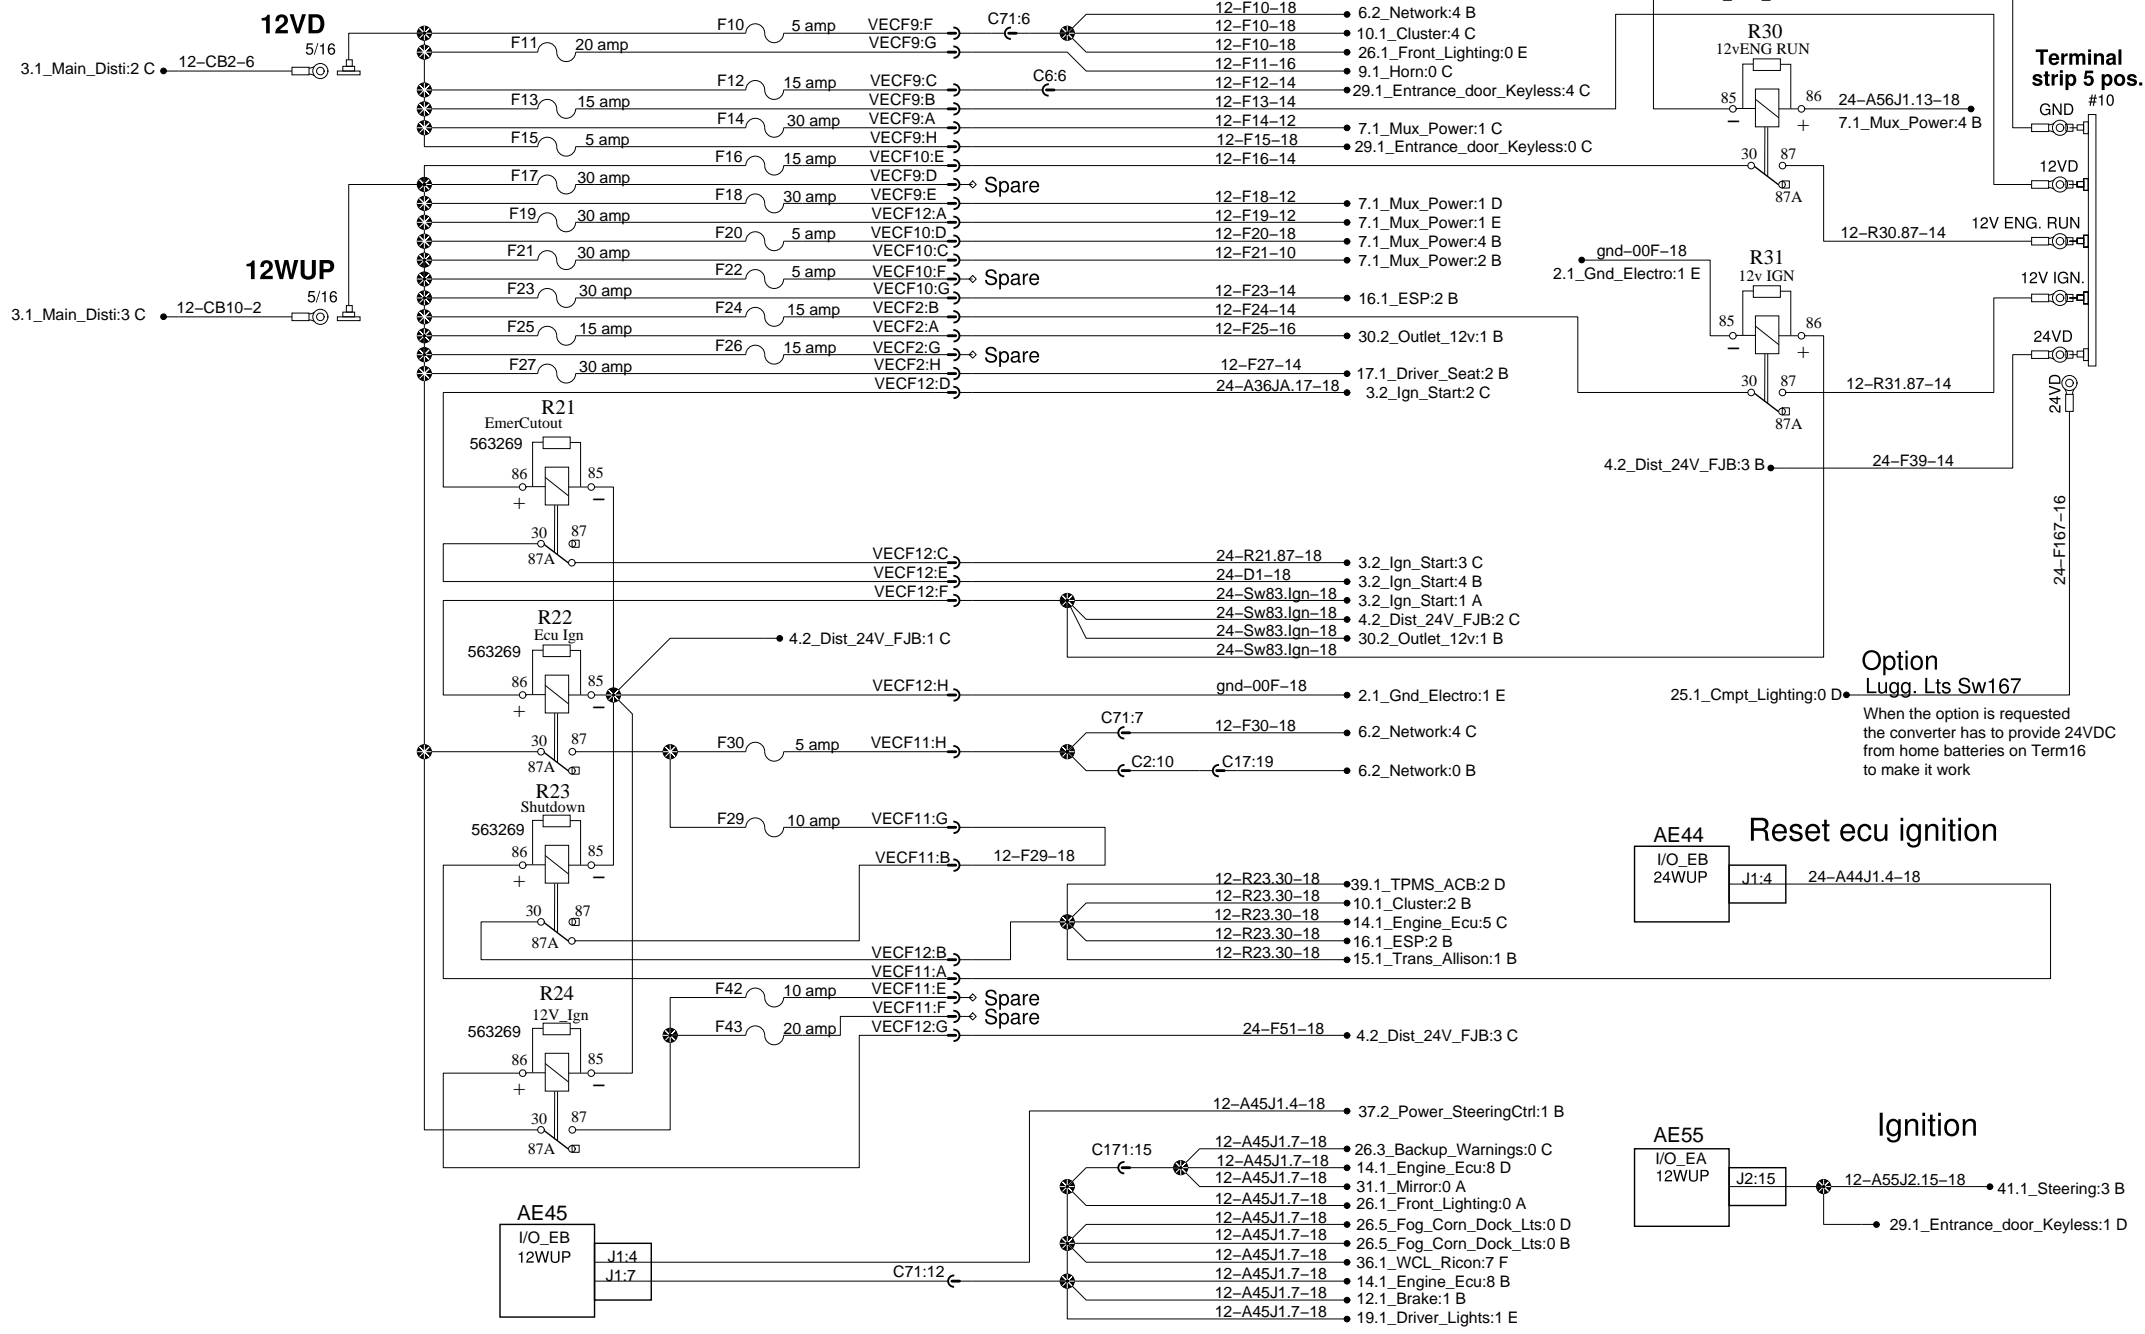 12VD
5/16
3.1_Main_Disti:2 C
12–CB2–6
12WUP
5/16
3.1_Main_Disti:3 C
12–CB10–2
F10 5 amp VECF9:F C71:6 12–F10–18 6.2_Network:4 B
12–F10–18 10.1_Cluster:4 C
F11 20 amp VECF9:G 12–F10–18 26.1_Front_Lighting:0 E
12–F11–16 9.1_Horn:0 C
F12 15 amp VECF9:C C6:6 12–F12–14 29.1_Entrance_door_Keyless:4 C
F13 15 amp VECF9:B 12–F13–14
F14 30 amp VECF9:A 12–F14–12 7.1_Mux_Power:1 C
F15 5 amp VECF9:H 12–F15–18 29.1_Entrance_door_Keyless:0 C
F16 15 amp VECF10:E 12–F16–14
F17 30 amp VECF9:D Spare
F18 30 amp VECF9:E 12–F18–12 7.1_Mux_Power:1 D
F19 30 amp VECF12:A 12–F19–12 7.1_Mux_Power:1 E
F20 5 amp VECF10:D 12–F20–18 7.1_Mux_Power:4 B
F21 30 amp VECF10:C 12–F21–10 7.1_Mux_Power:2 B
F22 5 amp VECF10:F Spare
F23 30 amp VECF10:G 12–F23–14 16.1_ESP:2 B
F24 15 amp VECF2:B 12–F24–14
F25 15 amp VECF2:A 12–F25–16 30.2_Outlet_12v:1 B
F26 15 amp VECF2:G Spare
F27 30 amp VECF2:H 12–F27–14 17.1_Driver_Seat:2 B
VECF12:D 24–A36JA.17–18 3.2_Ign_Start:2 C
R30
12vENG RUN
85 86
– +
30 87
87A
24–A56J1.13–18
7.1_Mux_Power:4 B
Terminal
strip 5 pos.
#10
GND
12VD
12V ENG. RUN
12–R30.87–14
12V IGN.
24VD
24VD
gnd–00F–18
2.1_Gnd_Electro:1 E
R31
12v IGN
85 86
– +
30 87
87A
12–R31.87–14
4.2_Dist_24V_FJB:3 B
24–F39–14
24–F167–16
R21
EmerCutout
563269
86 85
+ –
30 87
87A
VECF12:C 24–R21.87–18 3.2_Ign_Start:3 C
VECF12:E 24–D1–18 3.2_Ign_Start:4 B
VECF12:F 24–Sw83.Ign–18 3.2_Ign_Start:1 A
24–Sw83.Ign–18 4.2_Dist_24V_FJB:2 C
24–Sw83.Ign–18 30.2_Outlet_12v:1 B
24–Sw83.Ign–18
R22
Ecu Ign
563269
86 85
+ –
30 87
87A
4.2_Dist_24V_FJB:1 C
VECF12:H gnd–00F–18 2.1_Gnd_Electro:1 E
F30 5 amp VECF11:H
C71:7 12–F30–18 6.2_Network:4 C
C2:10 C17:19 6.2_Network:0 B
Option
Lugg. Lts Sw167
25.1_Cmpt_Lighting:0 D
When the option is requested
the converter has to provide 24VDC
from home batteries on Term16
to make it work
R23
Shutdown
563269
86 85
+ –
30 87
87A
F29 10 amp VECF11:G
VECF11:B 12–F29–18
12–R23.30–18 39.1_TPMS_ACB:2 D
12–R23.30–18 10.1_Cluster:2 B
12–R23.30–18 14.1_Engine_Ecu:5 C
12–R23.30–18 16.1_ESP:2 B
VECF12:B 12–R23.30–18 15.1_Trans_Allison:1 B
VECF11:A
AE44
Reset ecu ignition
I/O_EB
24WUP
J1:4
24–A44J1.4–18
R24
12V_Ign
563269
86 85
+ –
30 87
87A
F42 10 amp VECF11:E Spare
F43 20 amp VECF11:F Spare
VECF12:G 24–F51–18 4.2_Dist_24V_FJB:3 C
12–A45J1.4–18 37.2_Power_SteeringCtrl:1 B
C171:15
12–A45J1.7–18 26.3_Backup_Warnings:0 C
12–A45J1.7–18 14.1_Engine_Ecu:8 D
12–A45J1.7–18 31.1_Mirror:0 A
12–A45J1.7–18 26.1_Front_Lighting:0 A
12–A45J1.7–18 26.5_Fog_Corn_Dock_Lts:0 D
12–A45J1.7–18 26.5_Fog_Corn_Dock_Lts:0 B
12–A45J1.7–18 36.1_WCL_Ricon:7 F
12–A45J1.7–18 14.1_Engine_Ecu:8 B
12–A45J1.7–18 12.1_Brake:1 B
12–A45J1.7–18 19.1_Driver_Lights:1 E
AE45
I/O_EB
12WUP
J1:4
J1:7
C71:12
Ignition
AE55
I/O_EA
12WUP
J2:15
12–A55J2.15–18
41.1_Steering:3 B
29.1_Entrance_door_Keyless:1 D